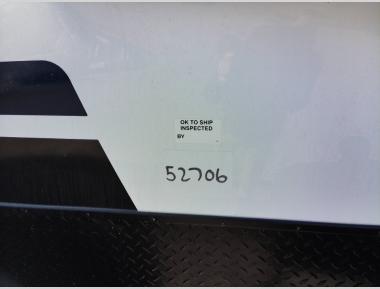 OK TO SHIP
INSPECTED
BY
52706